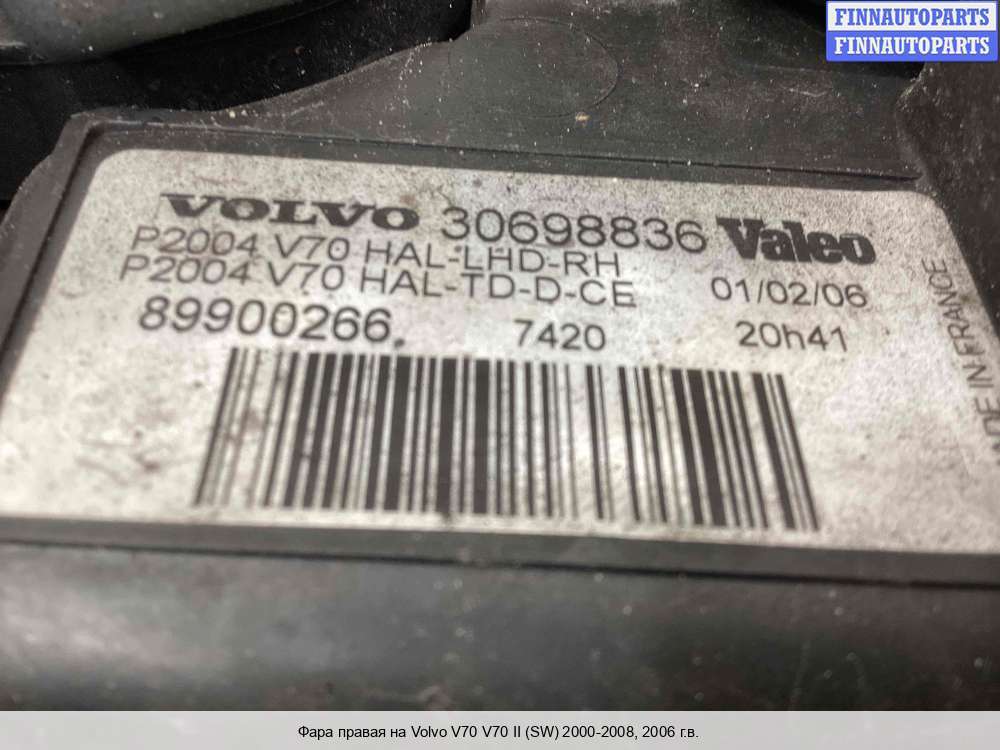 FINNAUTOPARTS
FINNAUTOPARTS
VOLVO 30698836 Valeo
P2004 V70 HAL-LHD-RH
P2004 V70 HAL-TD-D-CE 01/02/06
89900266. 7420 20h41
IN FRANCE
Фара правая на Volvo V70 V70 II (SW) 2000-2008, 2006 г.в.